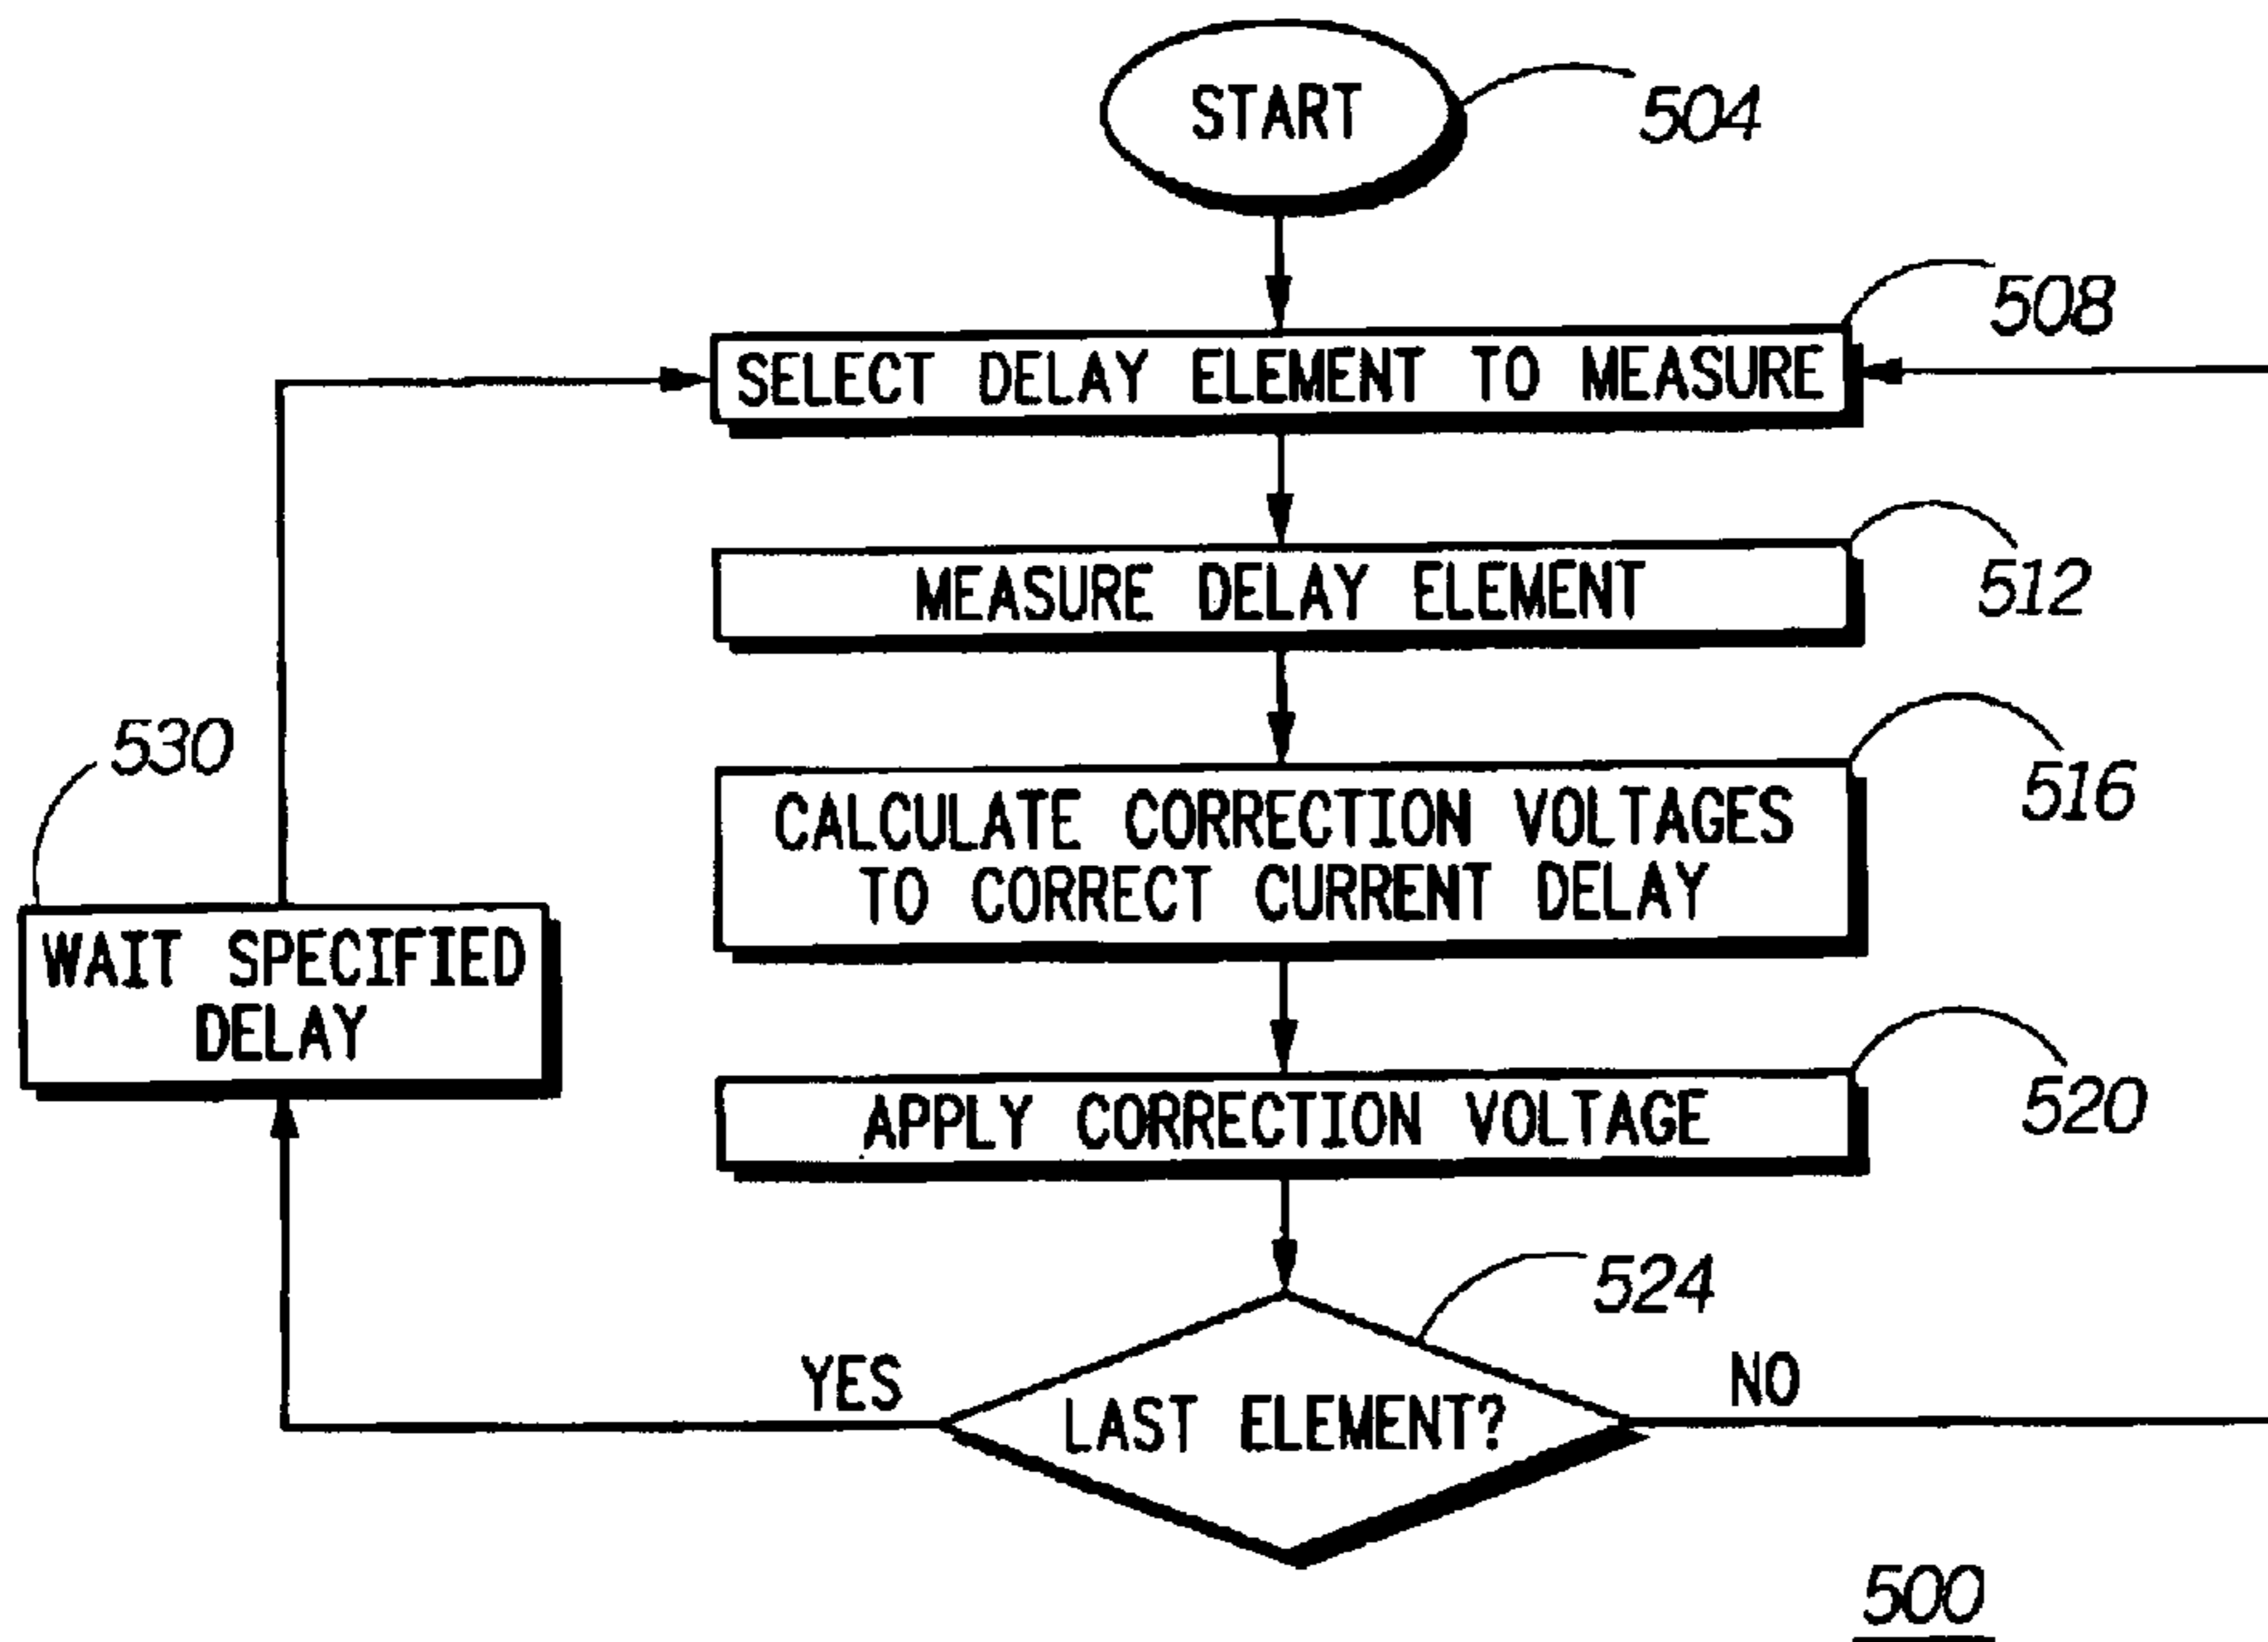 START
504
508
SELECT DELAY ELEMENT TO MEASURE
512
MEASURE DELAY ELEMENT
516
CALCULATE CORRECTION VOLTAGES
TO CORRECT CURRENT DELAY
530
WAIT SPECIFIED
DELAY
520
APPLY CORRECTION VOLTAGE
524
YES
LAST ELEMENT?
NO
500